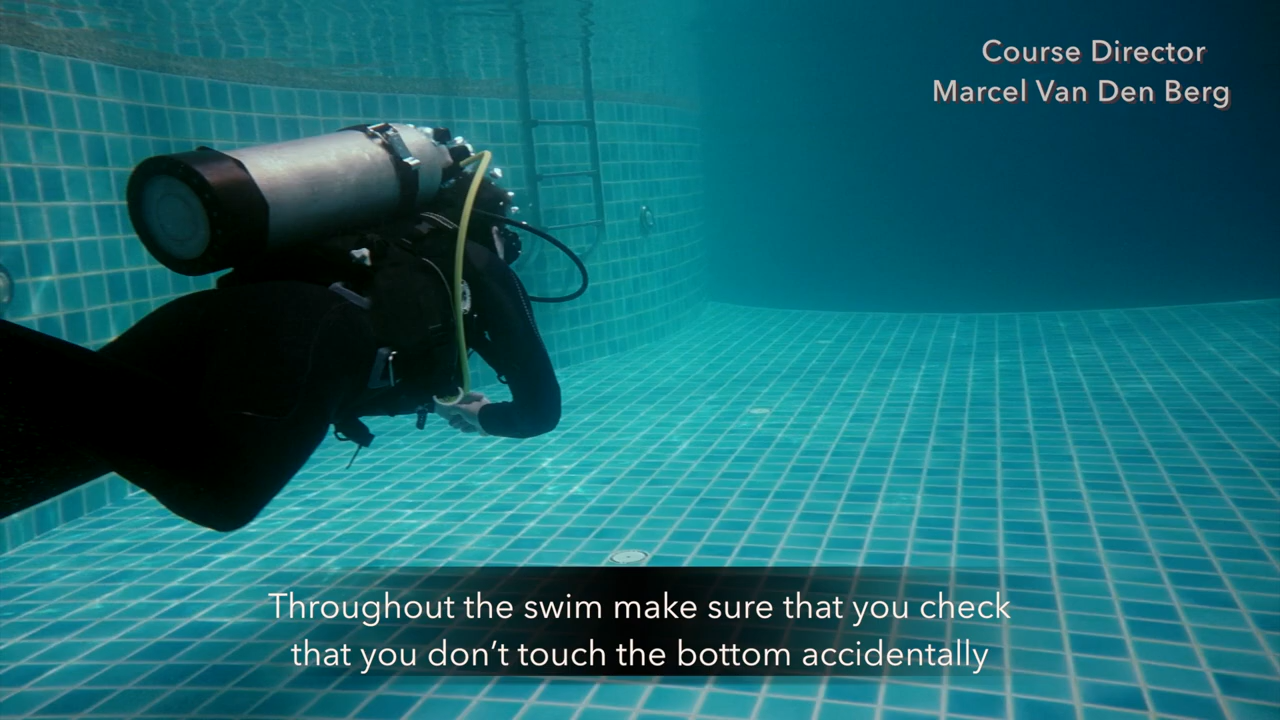 Course Director
Marcel Van Den Berg
Throughout the swim make sure that you check
that you don't touch the bottom accidentally